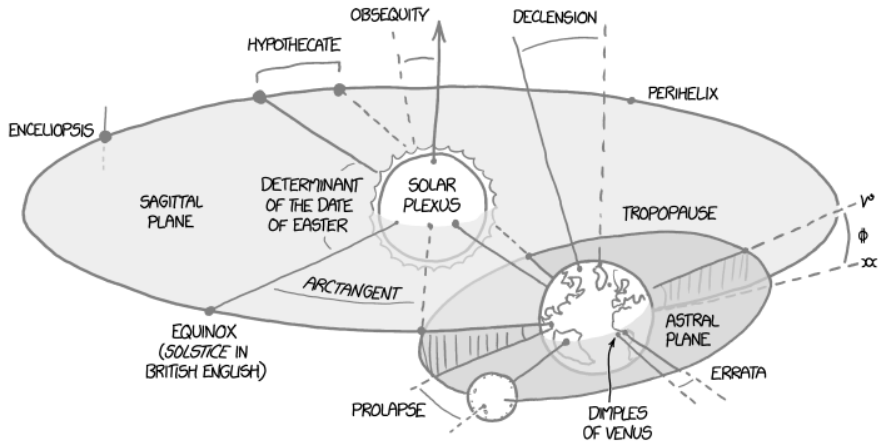 OBSEQUITY
DECLENSION
HYPOTHECATE
PERIHELIX
ENCELIOPSIS
SAGITTAL
PLANE
DETERMINANT
OF THE DATE
OF EASTER
SOLAR
PLEXUS
TROPOPAUSE
ϕ
ARCTANGENT
EQUINOX
(SOLSTICE IN
BRITISH ENGLISH)
ASTRAL
PLANE
ERRATA
PROLAPSE
DIMPLES
OF VENUS